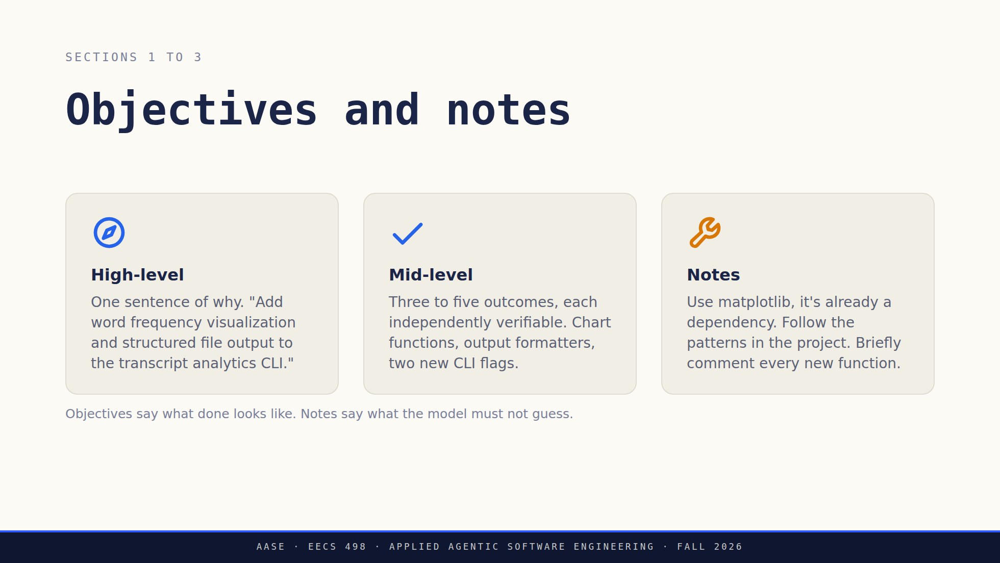 SECTIONS 1 TO 3
Objectives and notes
High-level
One sentence of why. "Add
word frequency visualization
and structured file output to
the transcript analytics CLI."
Mid-level
Three to five outcomes, each
independently verifiable. Chart
functions, output formatters,
two new CLI flags.
Notes
Use matplotlib, it's already a
dependency. Follow the
patterns in the project. Briefly
comment every new function.
Objectives say what done looks like. Notes say what the model must not guess.
AASE · EECS 498 · APPLIED AGENTIC SOFTWARE ENGINEERING · FALL 2026